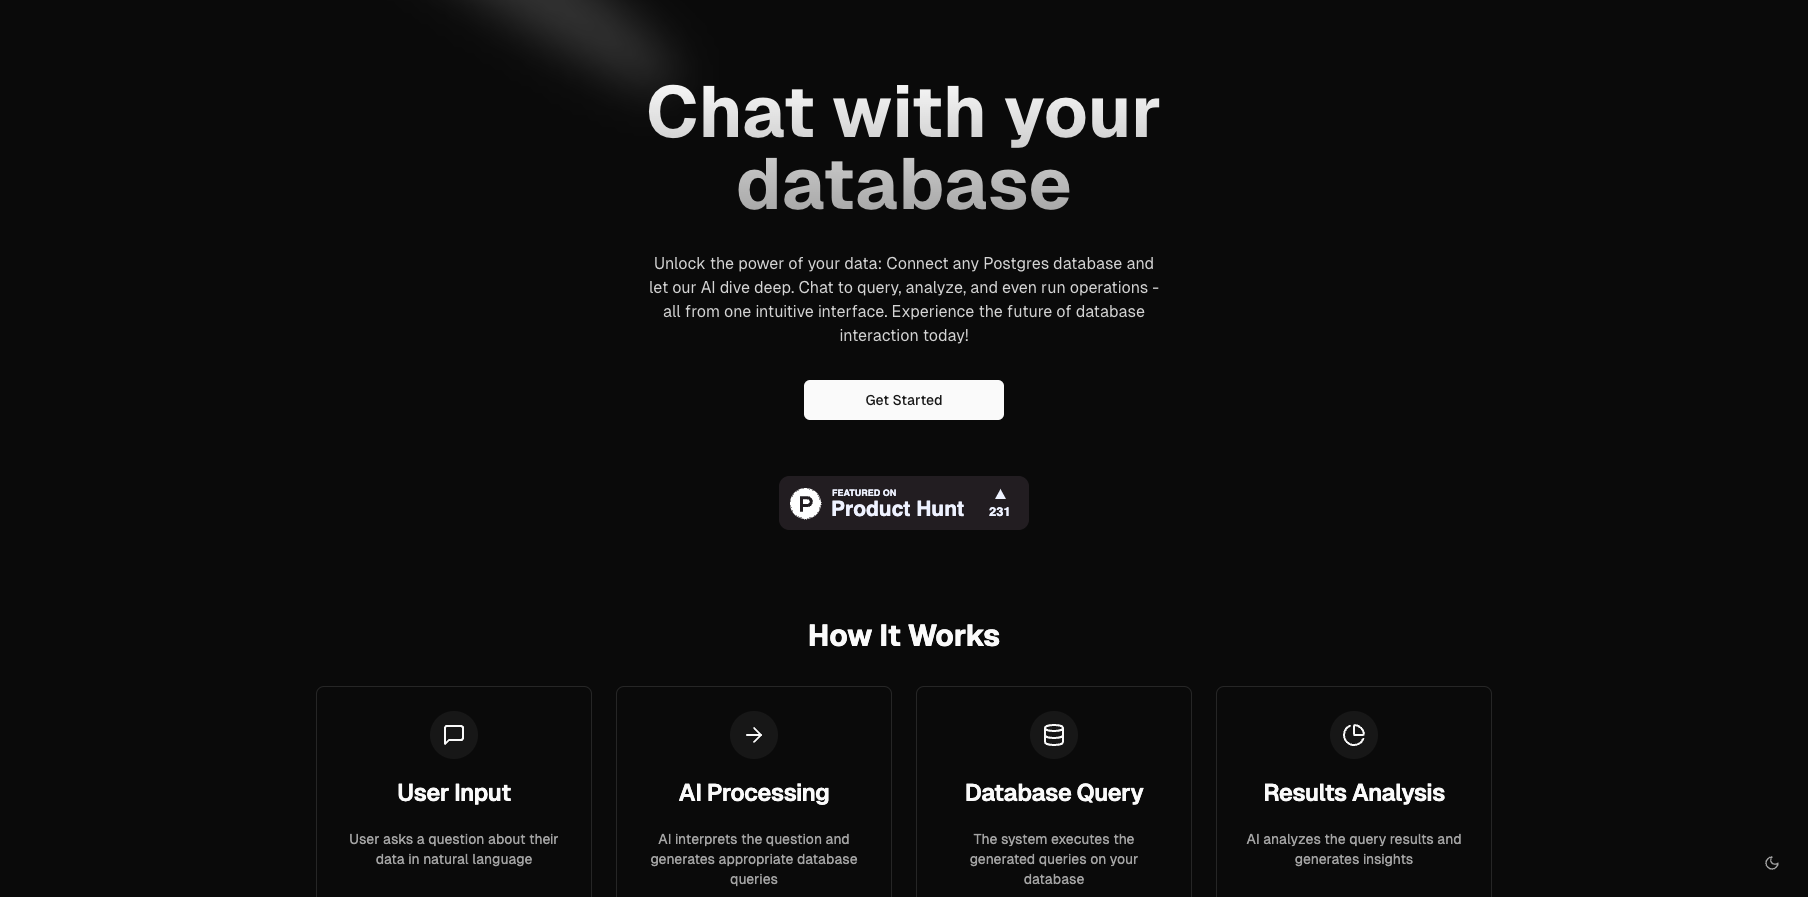 Chat with your
database
Unlock the power of your data: Connect any Postgres database and
let our AI dive deep. Chat to query, analyze, and even run operations -
all from one intuitive interface. Experience the future of database
interaction today!
Get Started
P
FEATURED ON
Product Hunt
▲
231
How It Works
User Input
User asks a question about their
data in natural language
AI Processing
AI interprets the question and
generates appropriate database
queries
Database Query
The system executes the
generated queries on your
database
Results Analysis
AI analyzes the query results and
generates insights